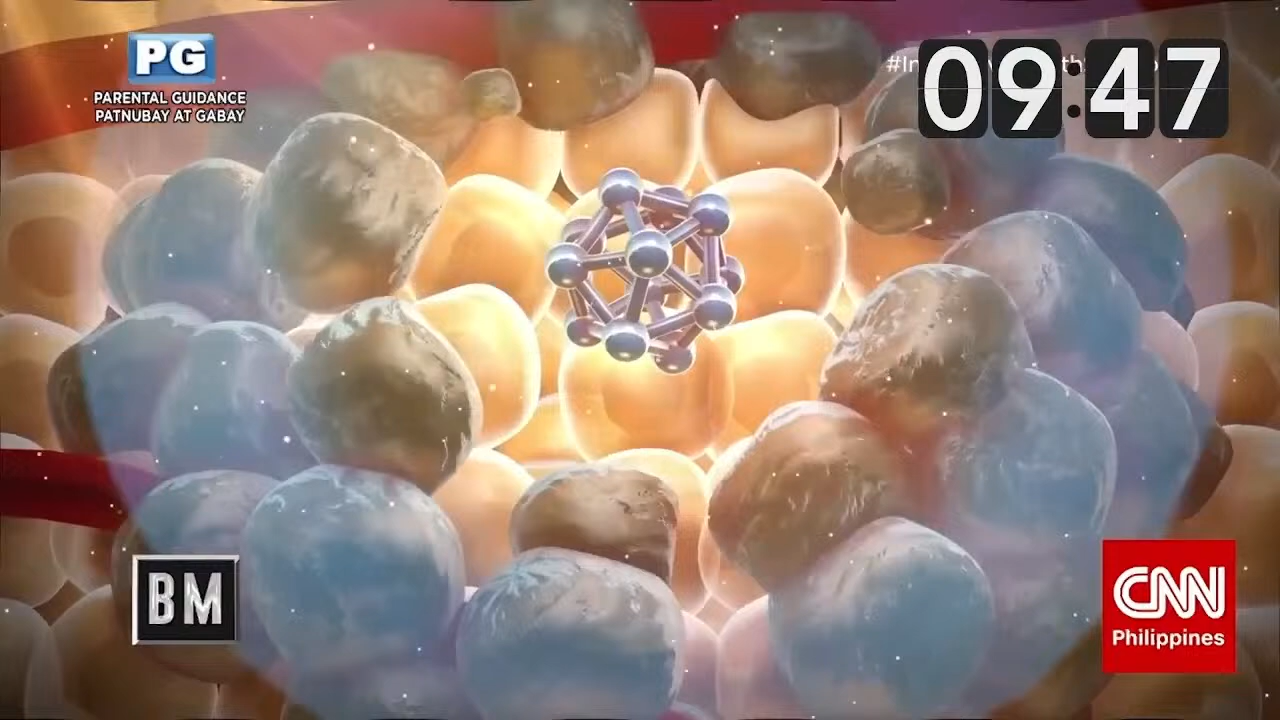 PG
PARENTAL GUIDANCE
PATNUBAY AT GABAY
09:47
BM
CNN
Philippines